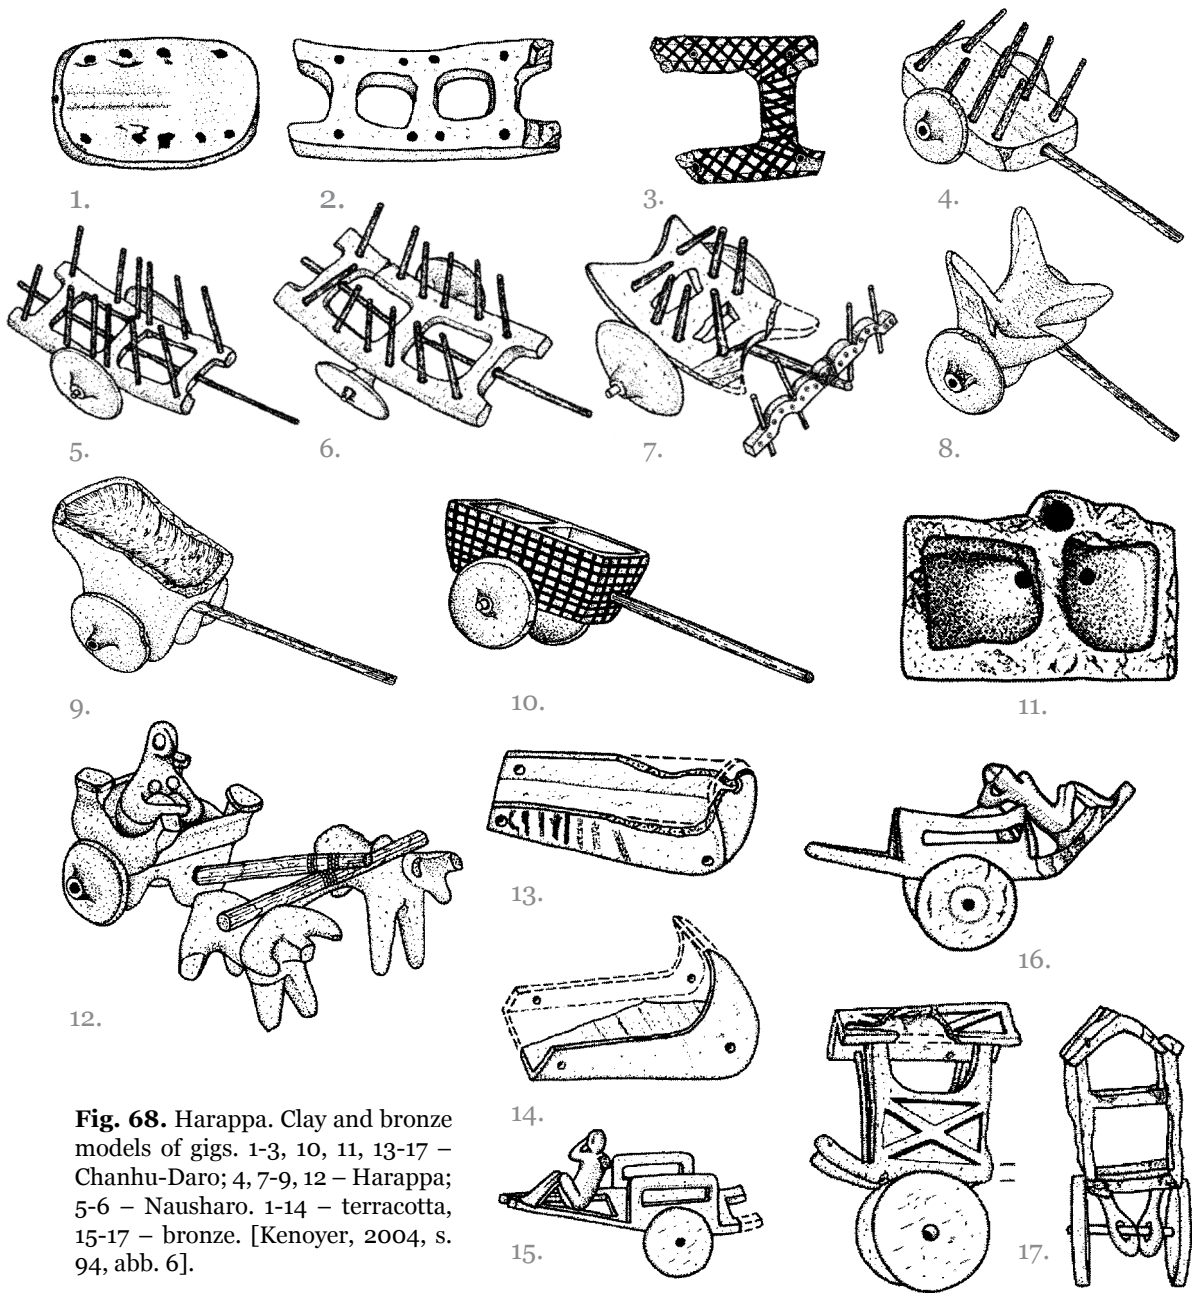 1.
2.
3.
4.
5.
6.
7.
8.
9.
10.
11.
12.
13.
16.
14.
15.
17.
Fig. 68. Harappa. Clay and bronze
models of gigs. 1-3, 10, 11, 13-17 –
Chanhu-Daro; 4, 7-9, 12 – Harappa;
5-6 – Nausharo. 1-14 – terracotta,
15-17 – bronze. [Kenoyer, 2004, s.
94, abb. 6].